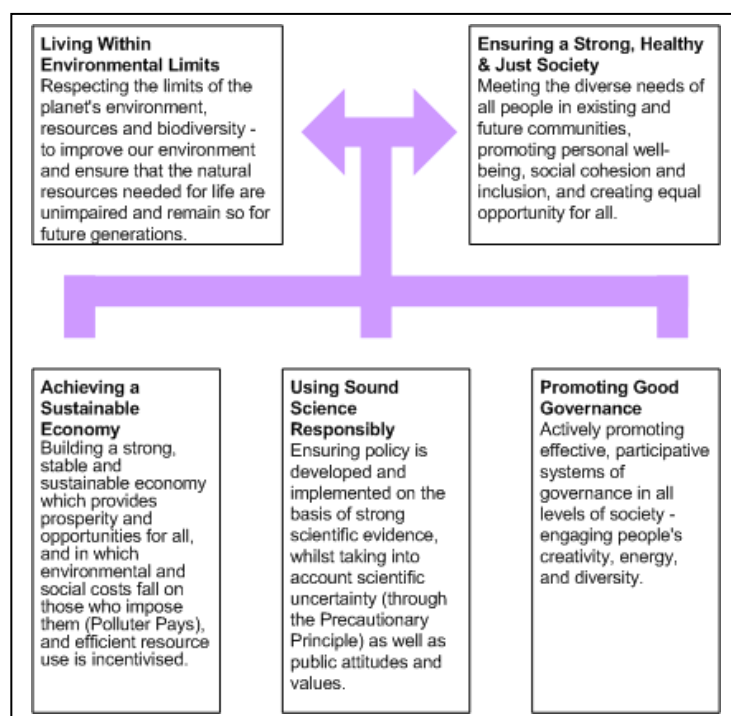 Living Within
Environmental Limits
Respecting the limits of the
planet's environment,
resources and biodiversity -
to improve our environment
and ensure that the natural
resources needed for life are
unimpaired and remain so for
future generations.
Ensuring a Strong, Healthy
& Just Society
Meeting the diverse needs of
all people in existing and
future communities,
promoting personal well-
being, social cohesion and
inclusion, and creating equal
opportunity for all.
Achieving a
Sustainable
Economy
Building a strong,
stable and
sustainable economy
which provides
prosperity and
opportunities for all,
and in which
environmental and
social costs fall on
those who impose
them (Polluter Pays),
and efficient resource
use is incentivised.
Using Sound
Science
Responsibly
Ensuring policy is
developed and
implemented on the
basis of strong
scientific evidence,
whilst taking into
account scientific
uncertainty (through
the Precautionary
Principle) as well as
public attitudes and
values.
Promoting Good
Governance
Actively promoting
effective, participative
systems of
governance in all
levels of society -
engaging people's
creativity, energy,
and diversity.